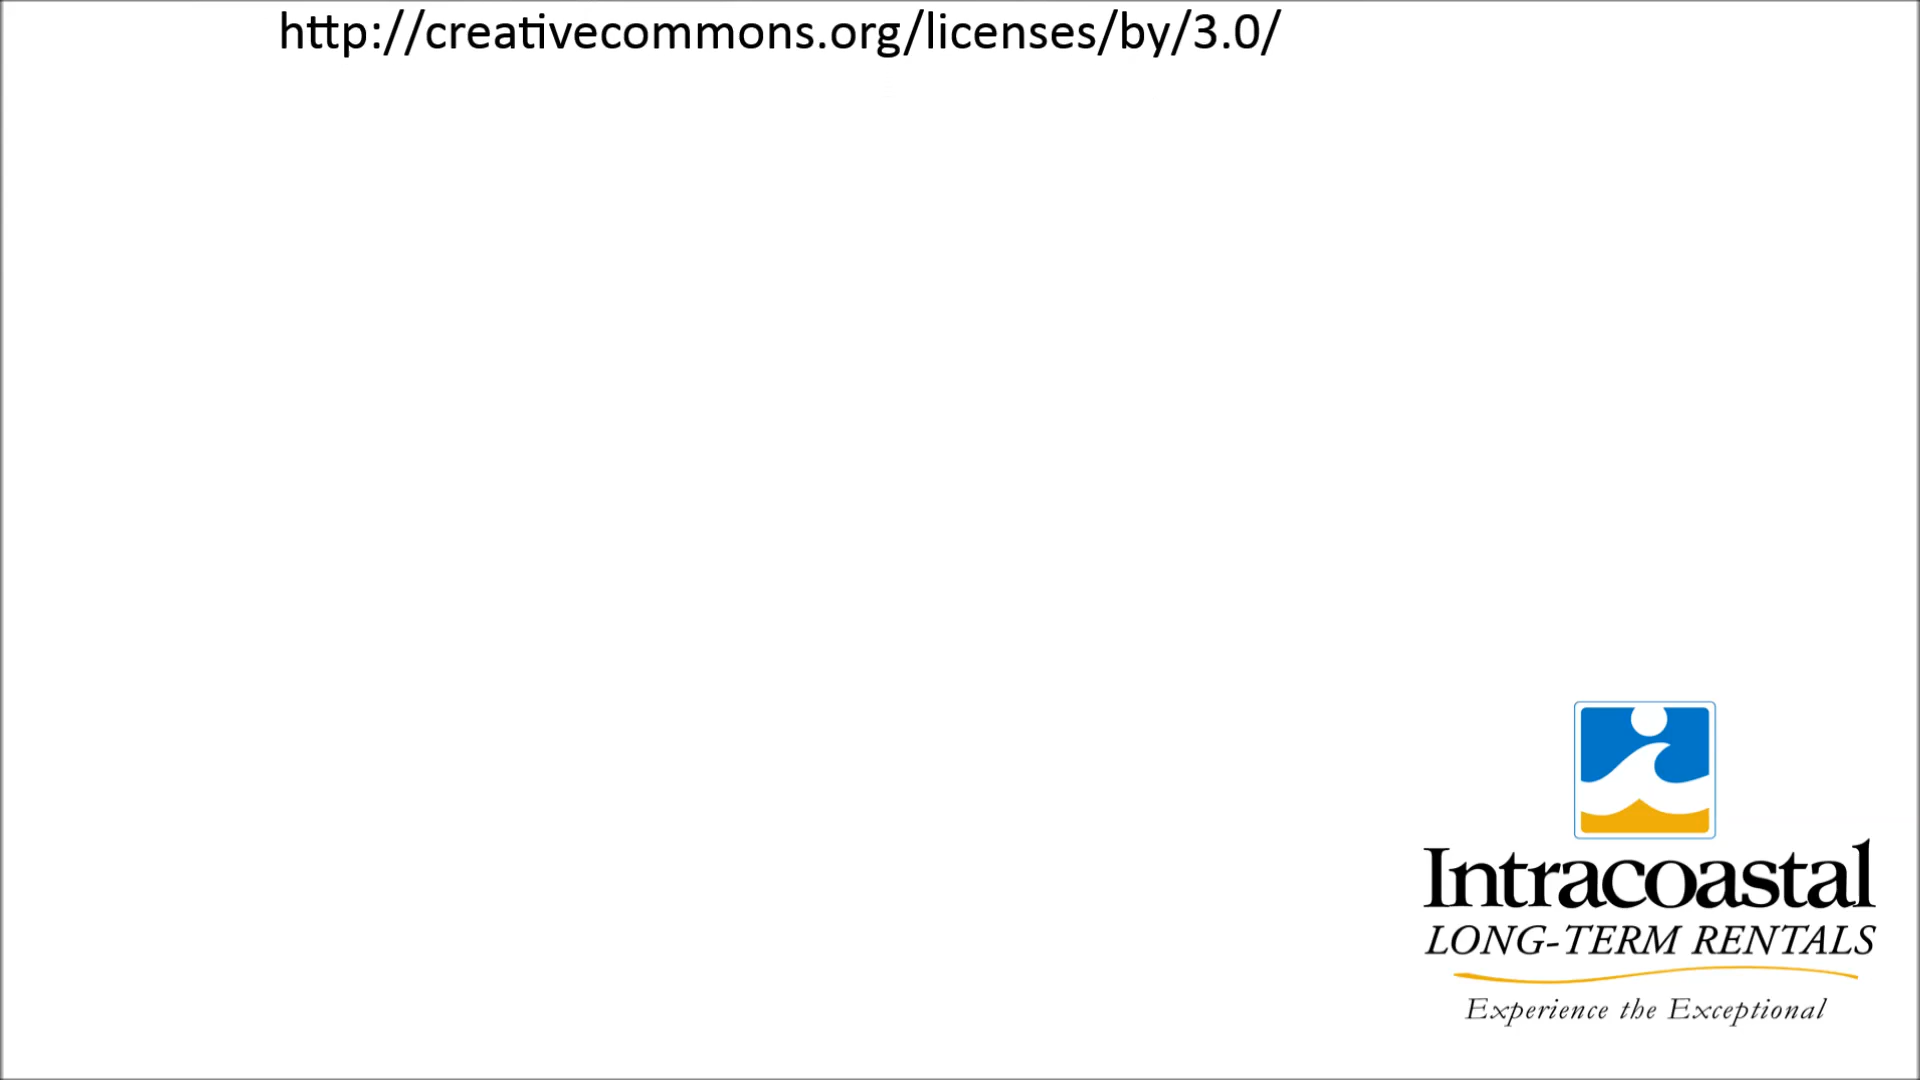 http://creativecommons.org/licenses/by/3.0/
Intracoastal
LONG-TERM RENTALS
Experience the Exceptional